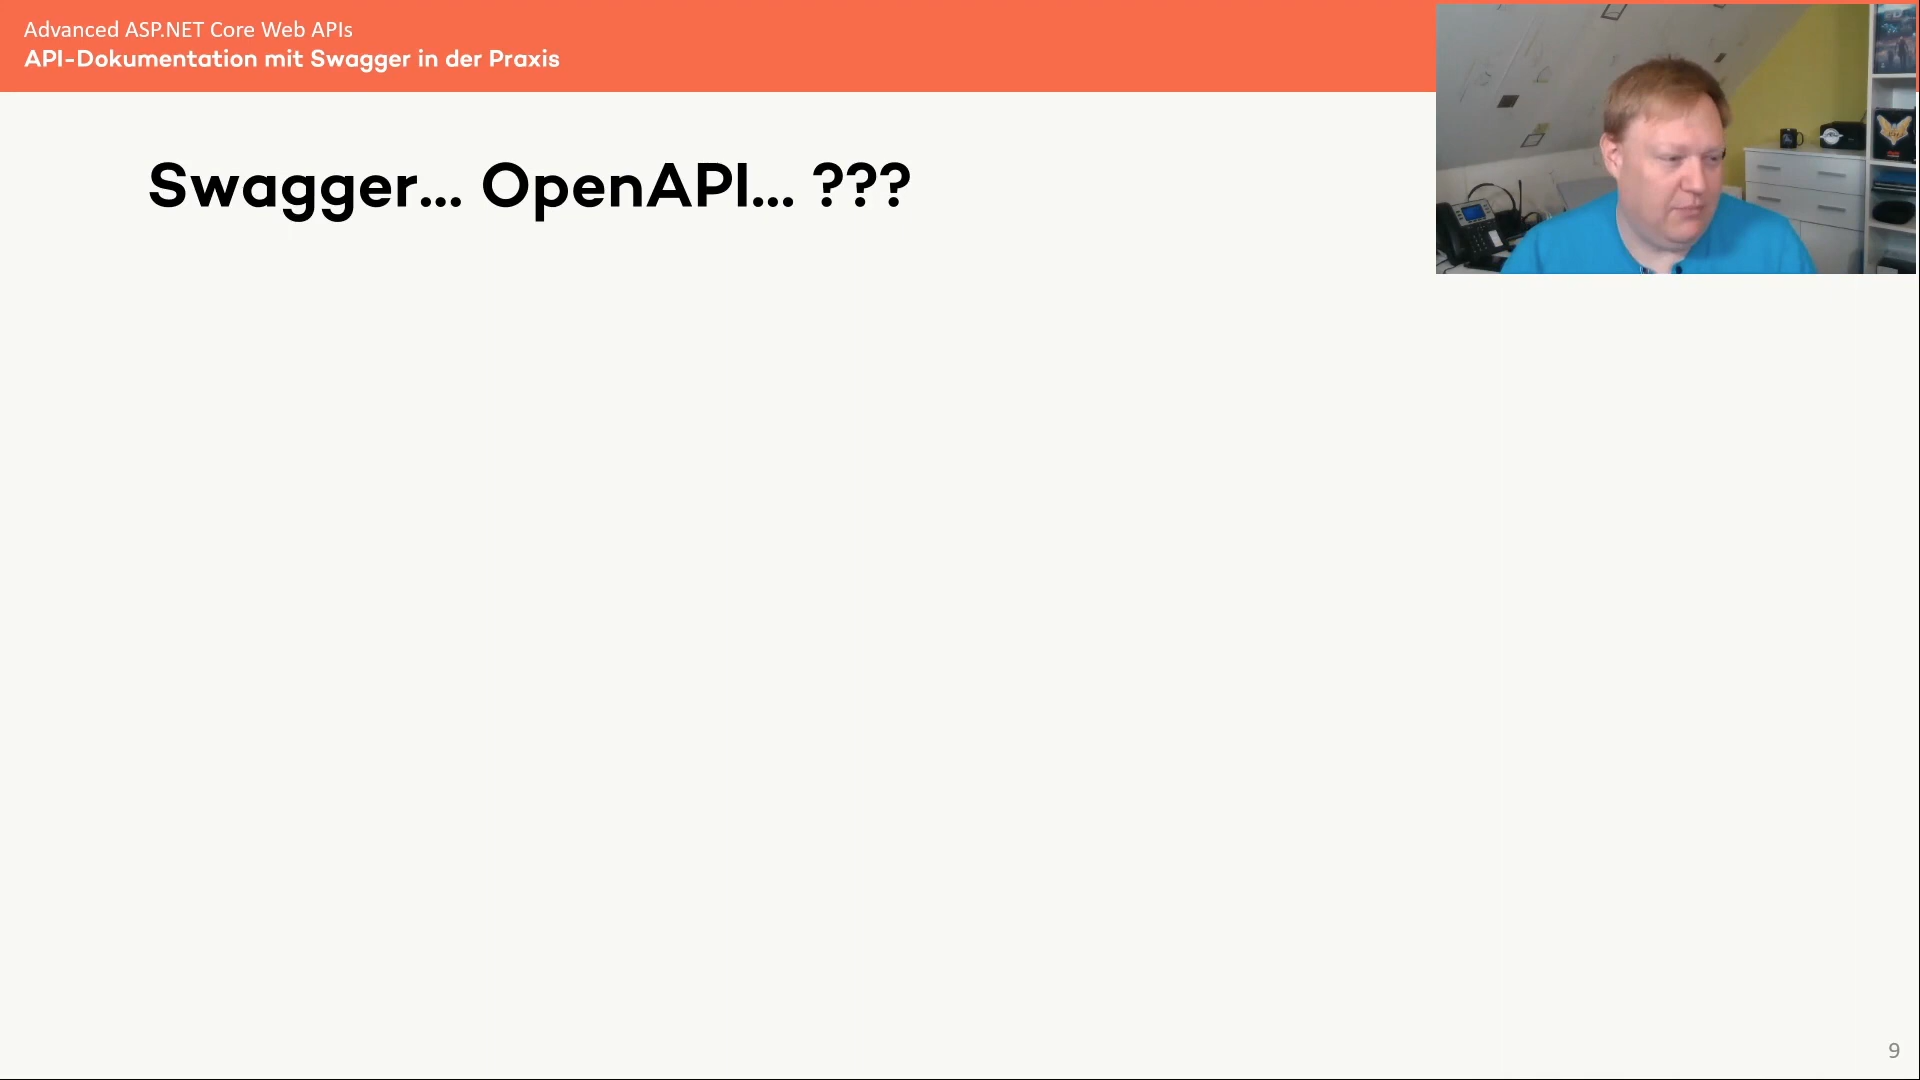 Advanced ASP.NET Core Web APIs
API-Dokumentation mit Swagger in der Praxis
Swagger... OpenAPI... ???
9